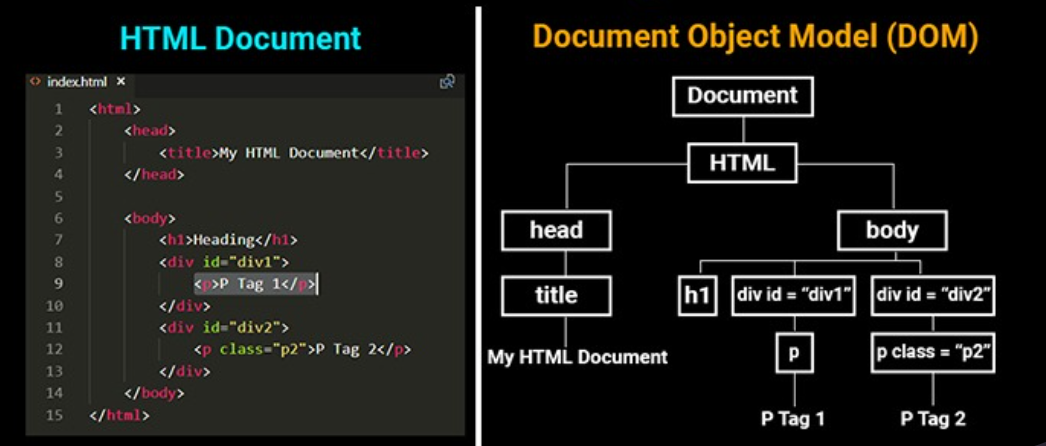 HTML Document
index.html ×
1 <html>
2 <head>
3 <title>My HTML Document</title>
4 </head>
5
6 <body>
7 <h1>Heading</h1>
8 <div id="div1">
9 <p>P Tag 1</p>
10 </div>
11 <div id="div2">
12 <p class="p2">P Tag 2</p>
13 </div>
14 </body>
15 </html>
Document Object Model (DOM)
Document
HTML
head body
title h1 div id = “div1” div id = “div2”
My HTML Document p p class = “p2”
P Tag 1 P Tag 2